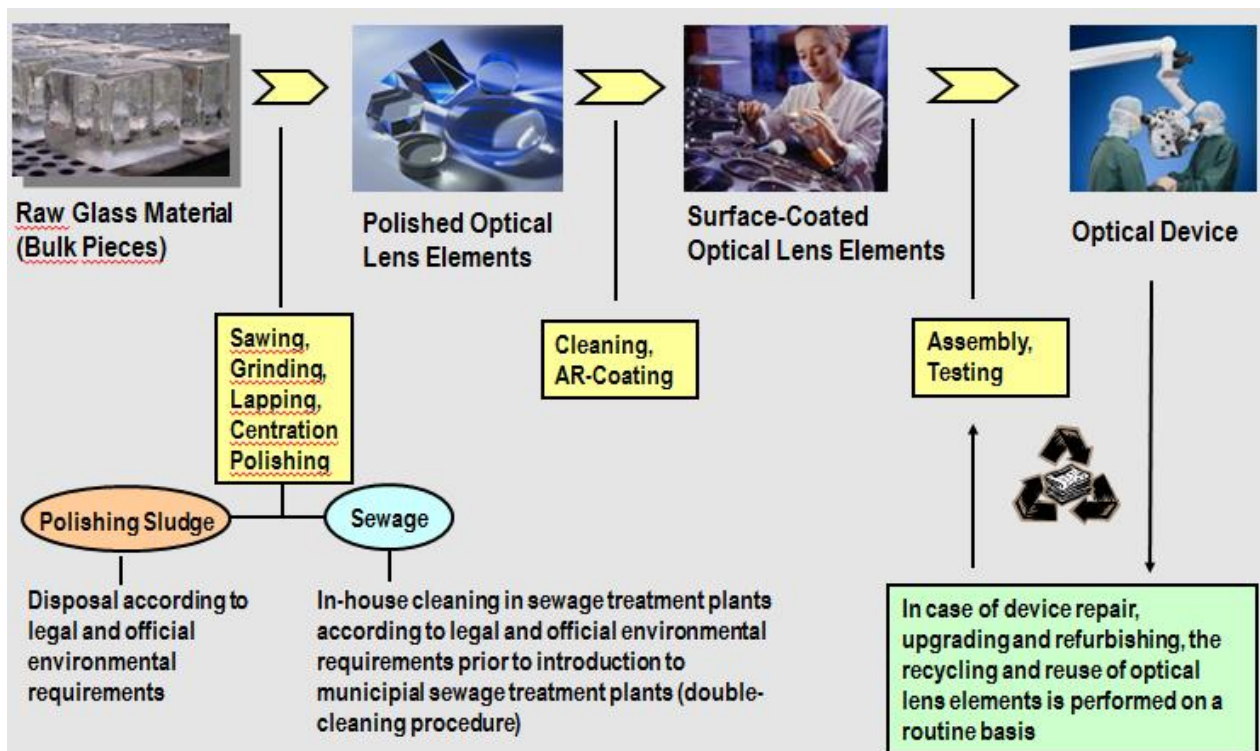 Raw Glass Material
(Bulk Pieces)
Polished Optical
Lens Elements
Surface-Coated
Optical Lens Elements
Optical Device
Sawing,
Grinding,
Lapping,
Centration
Polishing
Cleaning,
AR-Coating
Assembly,
Testing
Polishing Sludge
Sewage
Disposal according to
legal and official
environmental
requirements
In-house cleaning in sewage treatment plants
according to legal and official environmental
requirements prior to introduction to
municipial sewage treatment plants (double-
cleaning procedure)
In case of device repair,
upgrading and refurbishing, the
recycling and reuse of optical
lens elements is performed on a
routine basis